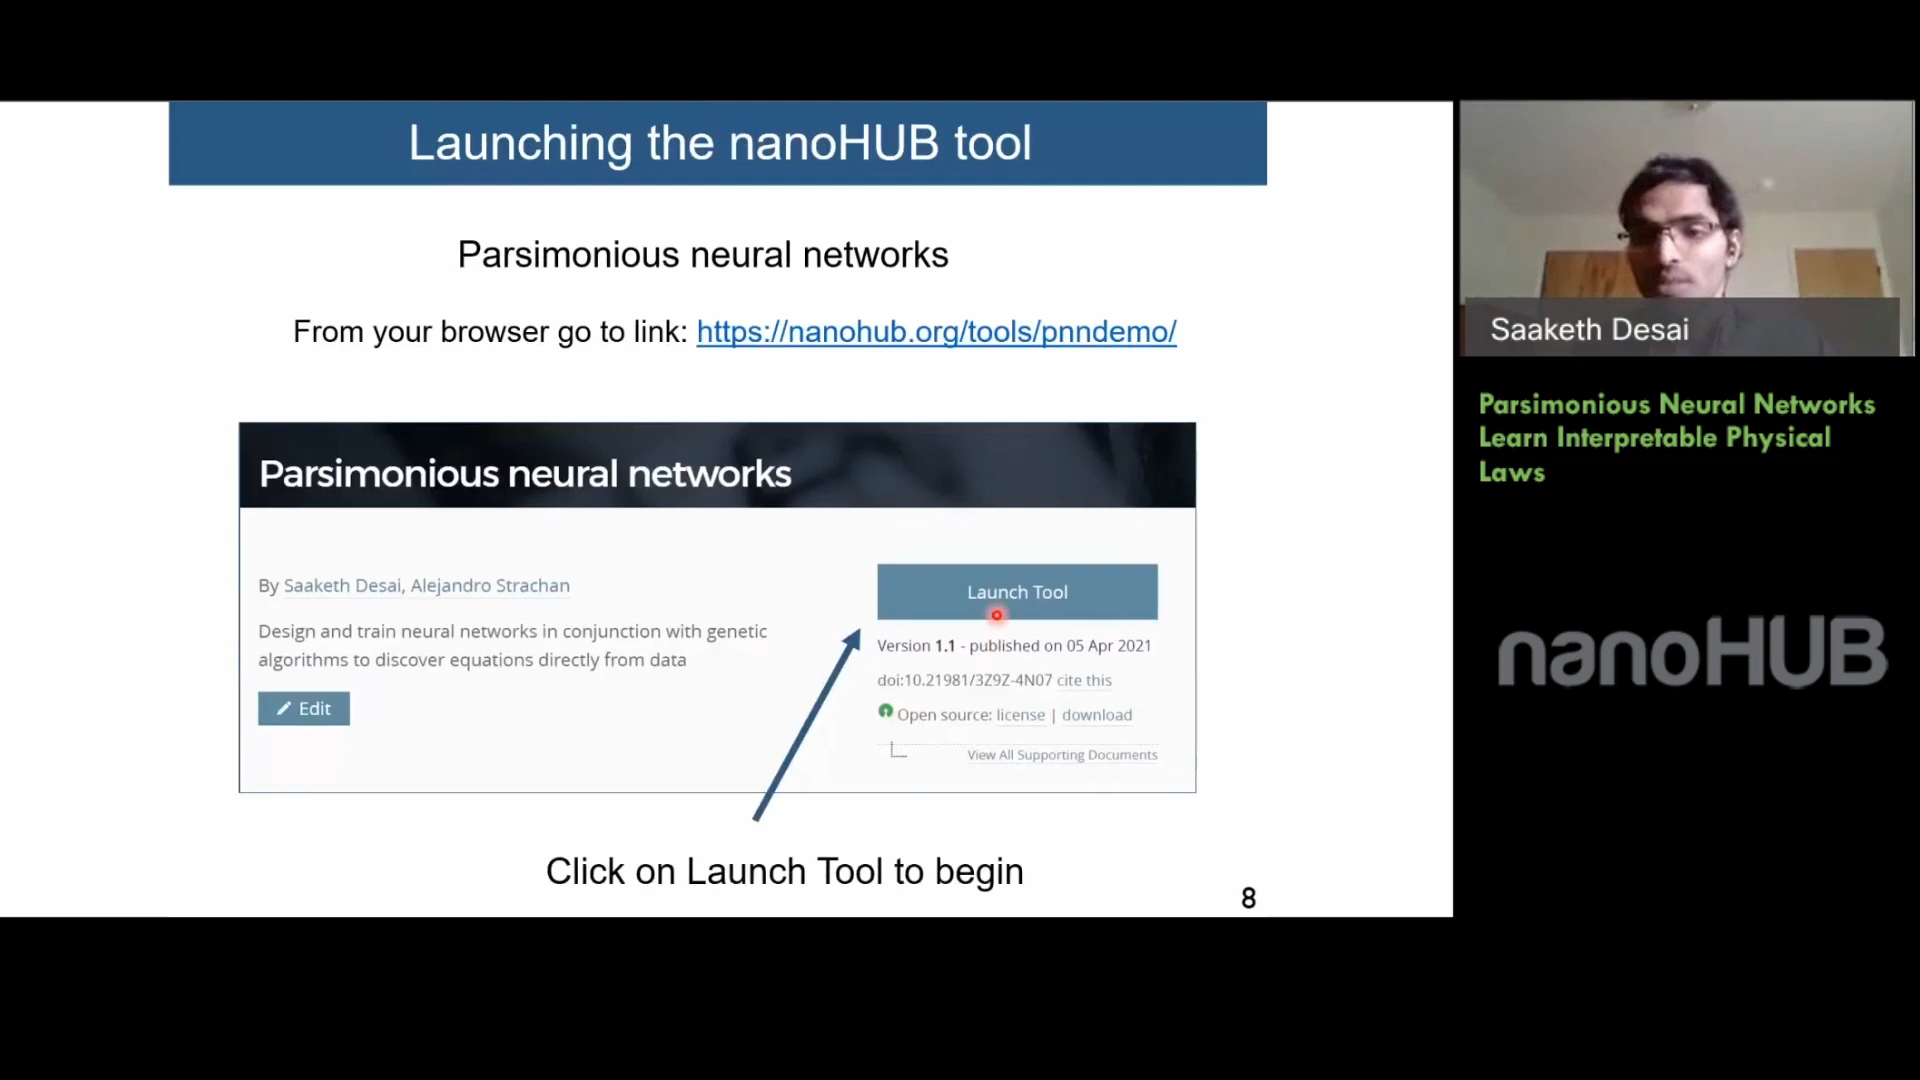 Launching the nanoHUB tool
Parsimonious neural networks
From your browser go to link: https://nanohub.org/tools/pnndemo/
Parsimonious neural networks
By Saaketh Desai, Alejandro Strachan
Design and train neural networks in conjunction with genetic
algorithms to discover equations directly from data
Edit
Launch Tool
Version 1.1 - published on 05 Apr 2021
doi:10.21981/3Z9Z-4N07 cite this
Open source: license | download
View All Supporting Documents
Click on Launch Tool to begin
8
Saaketh Desai
Parsimonious Neural Networks
Learn Interpretable Physical
Laws
nanoHUB